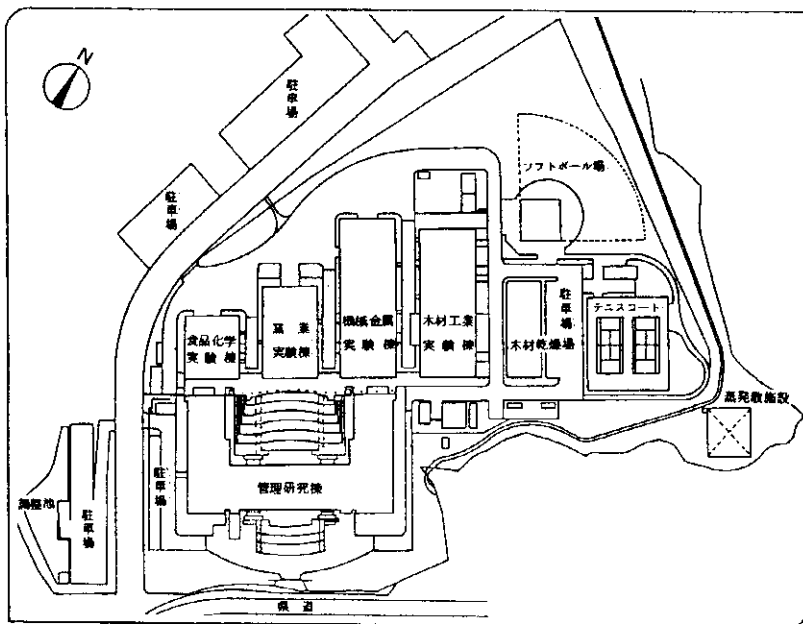 N
駐車場
駐車場
ソフトボール場
食品化学
実験棟
窯業
実験棟
機械金属
実験棟
木材工業
実験棟
木材乾燥場
駐車場
テニスコート
蒸発散施設
管理研究棟
駐車場
駐車場
調整池
県道